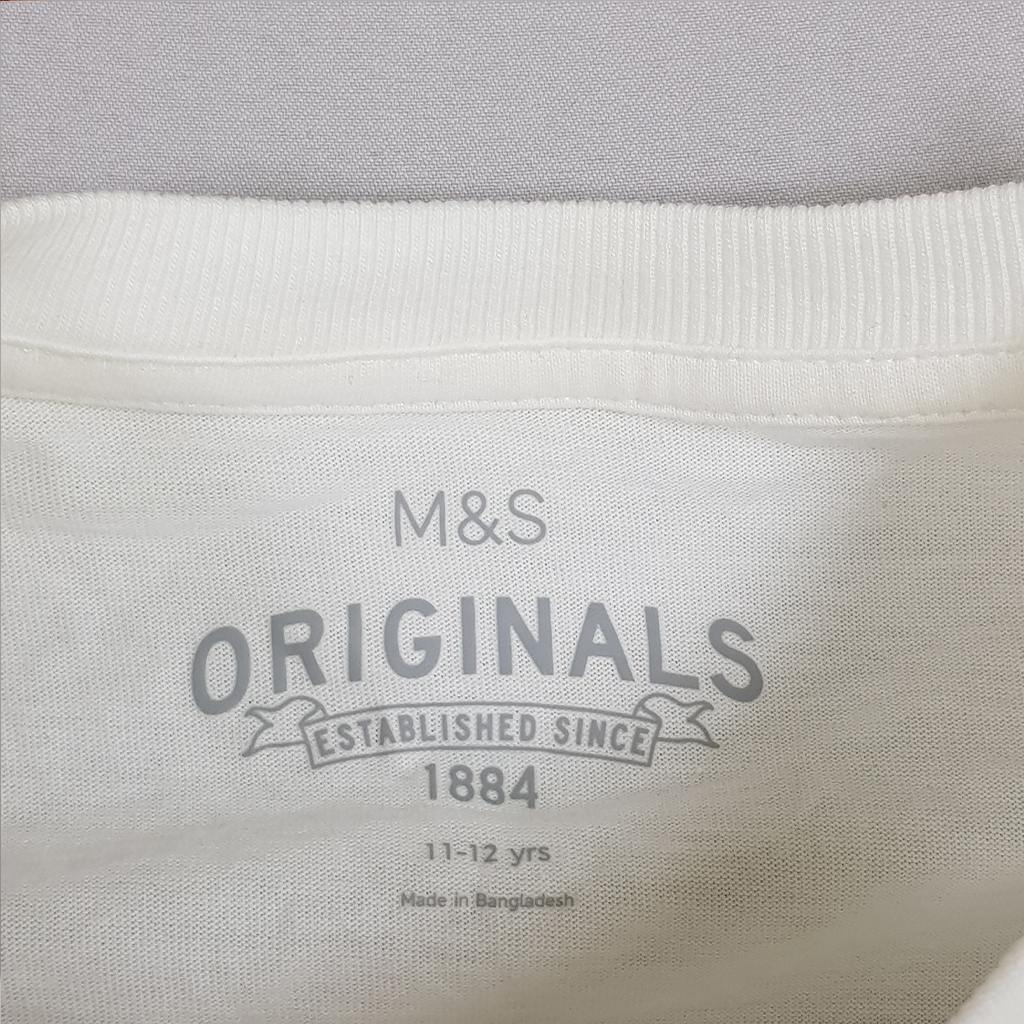 M&S
ORIGINALS
ESTABLISHED SINCE
1884
11-12 yrs
Made in Bangladesh